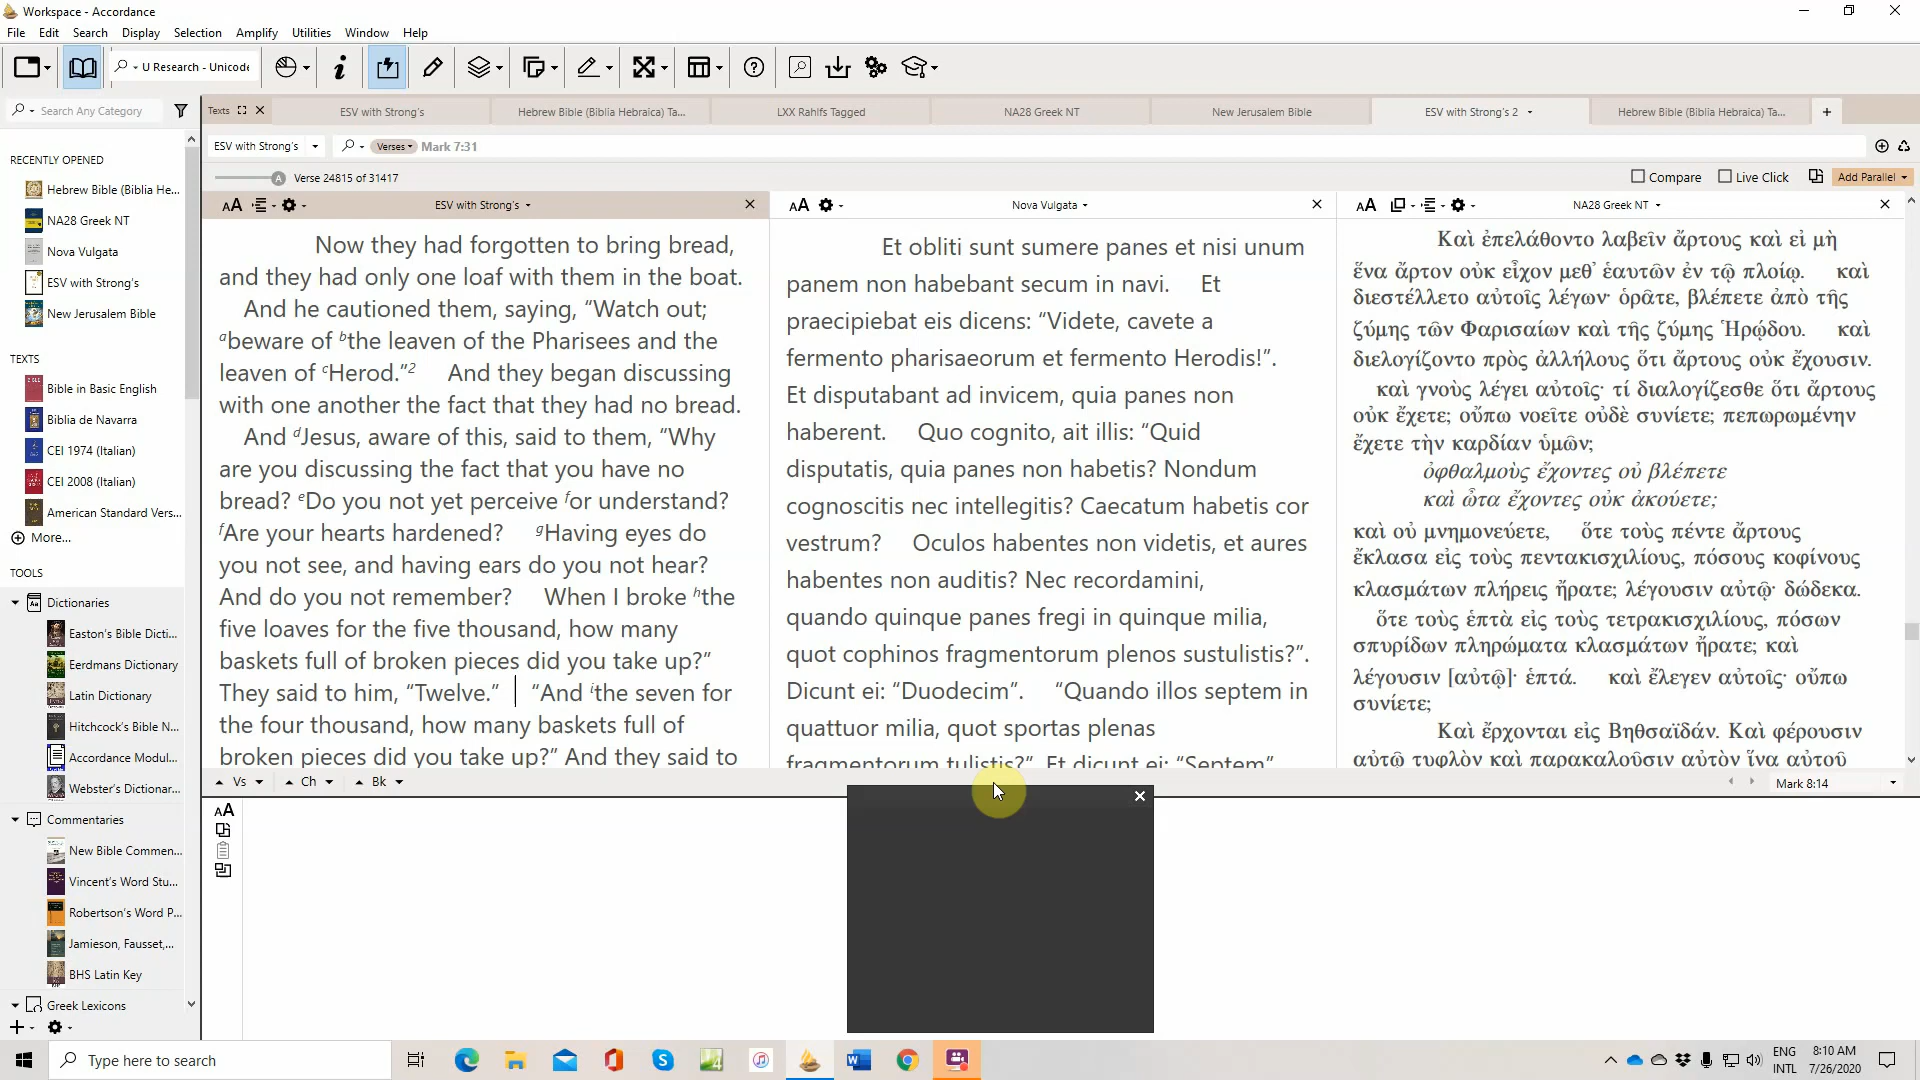 Workspace - Accordance
File Edit Search Display Selection Amplify Utilities Window Help
U Research - Unicode
Search Any Category
Texts ESV with Strong's Hebrew Bible (Biblia Hebraica) Ta... LXX Rahlfs Tagged NA28 Greek NT New Jerusalem Bible ESV with Strong's 2 Hebrew Bible (Biblia Hebraica) Ta...
ESV with Strong's Verses Mark 7:31
A Verse 24815 of 31417 Compare Live Click Add Parallel
RECENTLY OPENED
Hebrew Bible (Biblia He...
NA28 Greek NT
Nova Vulgata
ESV with Strong's
New Jerusalem Bible
TEXTS
Bible in Basic English
Biblia de Navarra
CEI 1974 (Italian)
CEI 2008 (Italian)
American Standard Vers...
More...
TOOLS
Dictionaries
Easton's Bible Dicti...
Eerdmans Dictionary
Latin Dictionary
Hitchcock's Bible N...
Accordance Modul...
Webster's Dictionar...
Commentaries
New Bible Commen...
Vincent's Word Stu...
Robertson's Word P...
Jamieson, Fausset,...
BHS Latin Key
Greek Lexicons
AA ESV with Strong's
Now they had forgotten to bring bread,
and they had only one loaf with them in the boat.
And he cautioned them, saying, “Watch out;
abeware of bthe leaven of the Pharisees and the
leaven of cHerod.”2 And they began discussing
with one another the fact that they had no bread.
And dJesus, aware of this, said to them, “Why
are you discussing the fact that you have no
bread? eDo you not yet perceive for understand?
fAre your hearts hardened? gHaving eyes do
you not see, and having ears do you not hear?
And do you not remember? When I broke hthe
five loaves for the five thousand, how many
baskets full of broken pieces did you take up?”
They said to him, “Twelve.” “And ithe seven for
the four thousand, how many baskets full of
broken pieces did you take up?” And they said to
AA Nova Vulgata
Et obliti sunt sumere panes et nisi unum
panem non habebant secum in navi. Et
praecipiebat eis dicens: “Videte, cavete a
fermento pharisaeorum et fermento Herodis!”.
Et disputabant ad invicem, quia panes non
haberent. Quo cognito, ait illis: “Quid
disputatis, quia panes non habetis? Nondum
cognoscitis nec intellegitis? Caecatum habetis cor
vestrum? Oculos habentes non videtis, et aures
habentes non auditis? Nec recordamini,
quando quinque panes fregi in quinque milia,
quot cophinos fragmentorum plenos sustulistis?”.
Dicunt ei: “Duodecim”. “Quando illos septem in
quattuor milia, quot sportas plenas
fragmentorum tulistis?”. Et dicunt ei: “Septem”.
AA NA28 Greek NT
Καὶ ἐπελάθοντο λαβεῖν ἄρτους καὶ εἰ μὴ
ἕνα ἄρτον οὐκ εἶχον μεθ᾽ ἑαυτῶν ἐν τῷ πλοίῳ. καὶ
διεστέλλετο αὐτοῖς λέγων· ὁρᾶτε, βλέπετε ἀπὸ τῆς
ζύμης τῶν Φαρισαίων καὶ τῆς ζύμης Ἡρῴδου. καὶ
διελογίζοντο πρὸς ἀλλήλους ὅτι ἄρτους οὐκ ἔχουσιν.
καὶ γνοὺς λέγει αὐτοῖς· τί διαλογίζεσθε ὅτι ἄρτους
οὐκ ἔχετε; οὔπω νοεῖτε οὐδὲ συνίετε; πεπωρωμένην
ἔχετε τὴν καρδίαν ὑμῶν;
ὀφθαλμοὺς ἔχοντες οὐ βλέπετε
καὶ ὦτα ἔχοντες οὐκ ἀκούετε;
καὶ οὐ μνημονεύετε, ὅτε τοὺς πέντε ἄρτους
ἔκλασα εἰς τοὺς πεντακισχιλίους, πόσους κοφίνους
κλασμάτων πλήρεις ἤρατε; λέγουσιν αὐτῷ· δώδεκα.
ὅτε τοὺς ἑπτὰ εἰς τοὺς τετρακισχιλίους, πόσων
σπυρίδων πληρώματα κλασμάτων ἤρατε; καὶ
λέγουσιν [αὐτῷ]· ἑπτά. καὶ ἔλεγεν αὐτοῖς· οὔπω
συνίετε;
Καὶ ἔρχονται εἰς Βηθσαϊδάν. Καὶ φέρουσιν
αὐτῷ τυφλὸν καὶ παρακαλοῦσιν αὐτὸν ἵνα αὐτοῦ
Vs Ch Bk Mark 8:14
AA
Type here to search
ENG 8:10 AM
INTL 7/26/2020